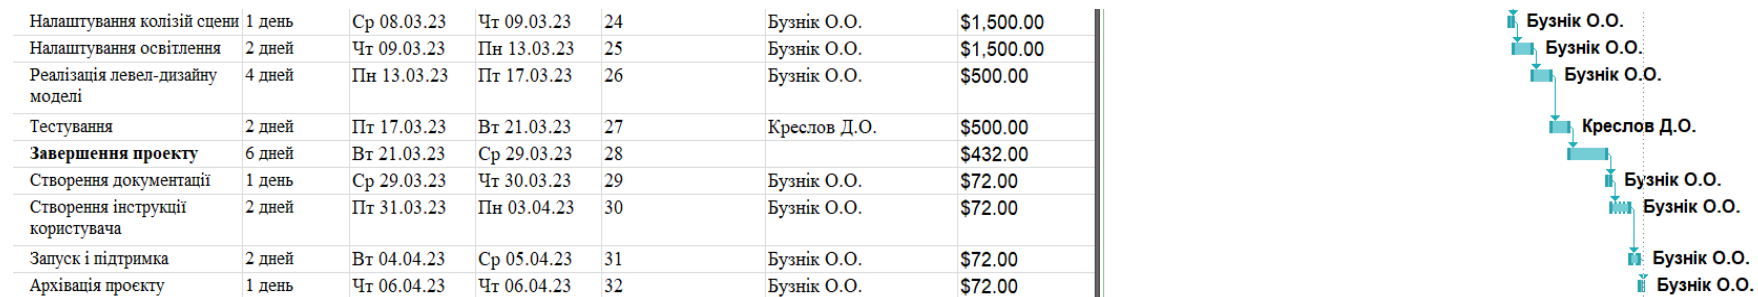 Налаштування колізій сцени 1 день Ср 08.03.23 Чт 09.03.23 24 Бузнік О.О. $1,500.00 Бузнік О.О.
Налаштування освітлення 2 дней Чт 09.03.23 Пн 13.03.23 25 Бузнік О.О. $1,500.00 Бузнік О.О.
Реалізація левел-дизайну 4 дней Пн 13.03.23 Пт 17.03.23 26 Бузнік О.О. $500.00 Бузнік О.О.
моделі
Тестування 2 дней Пт 17.03.23 Вт 21.03.23 27 Креслов Д.О. $500.00 Креслов Д.О.
Завершення проекту 6 дней Вт 21.03.23 Ср 29.03.23 28 $432.00
Створення документації 1 день Ср 29.03.23 Чт 30.03.23 29 Бузнік О.О. $72.00 Бузнік О.О.
Створення інструкції 2 дней Пт 31.03.23 Пн 03.04.23 30 Бузнік О.О. $72.00 Бузнік О.О.
користувача
Запуск і підтримка 2 дней Вт 04.04.23 Ср 05.04.23 31 Бузнік О.О. $72.00 Бузнік О.О.
Архівація проєкту 1 день Чт 06.04.23 Чт 06.04.23 32 Бузнік О.О. $72.00 Бузнік О.О.